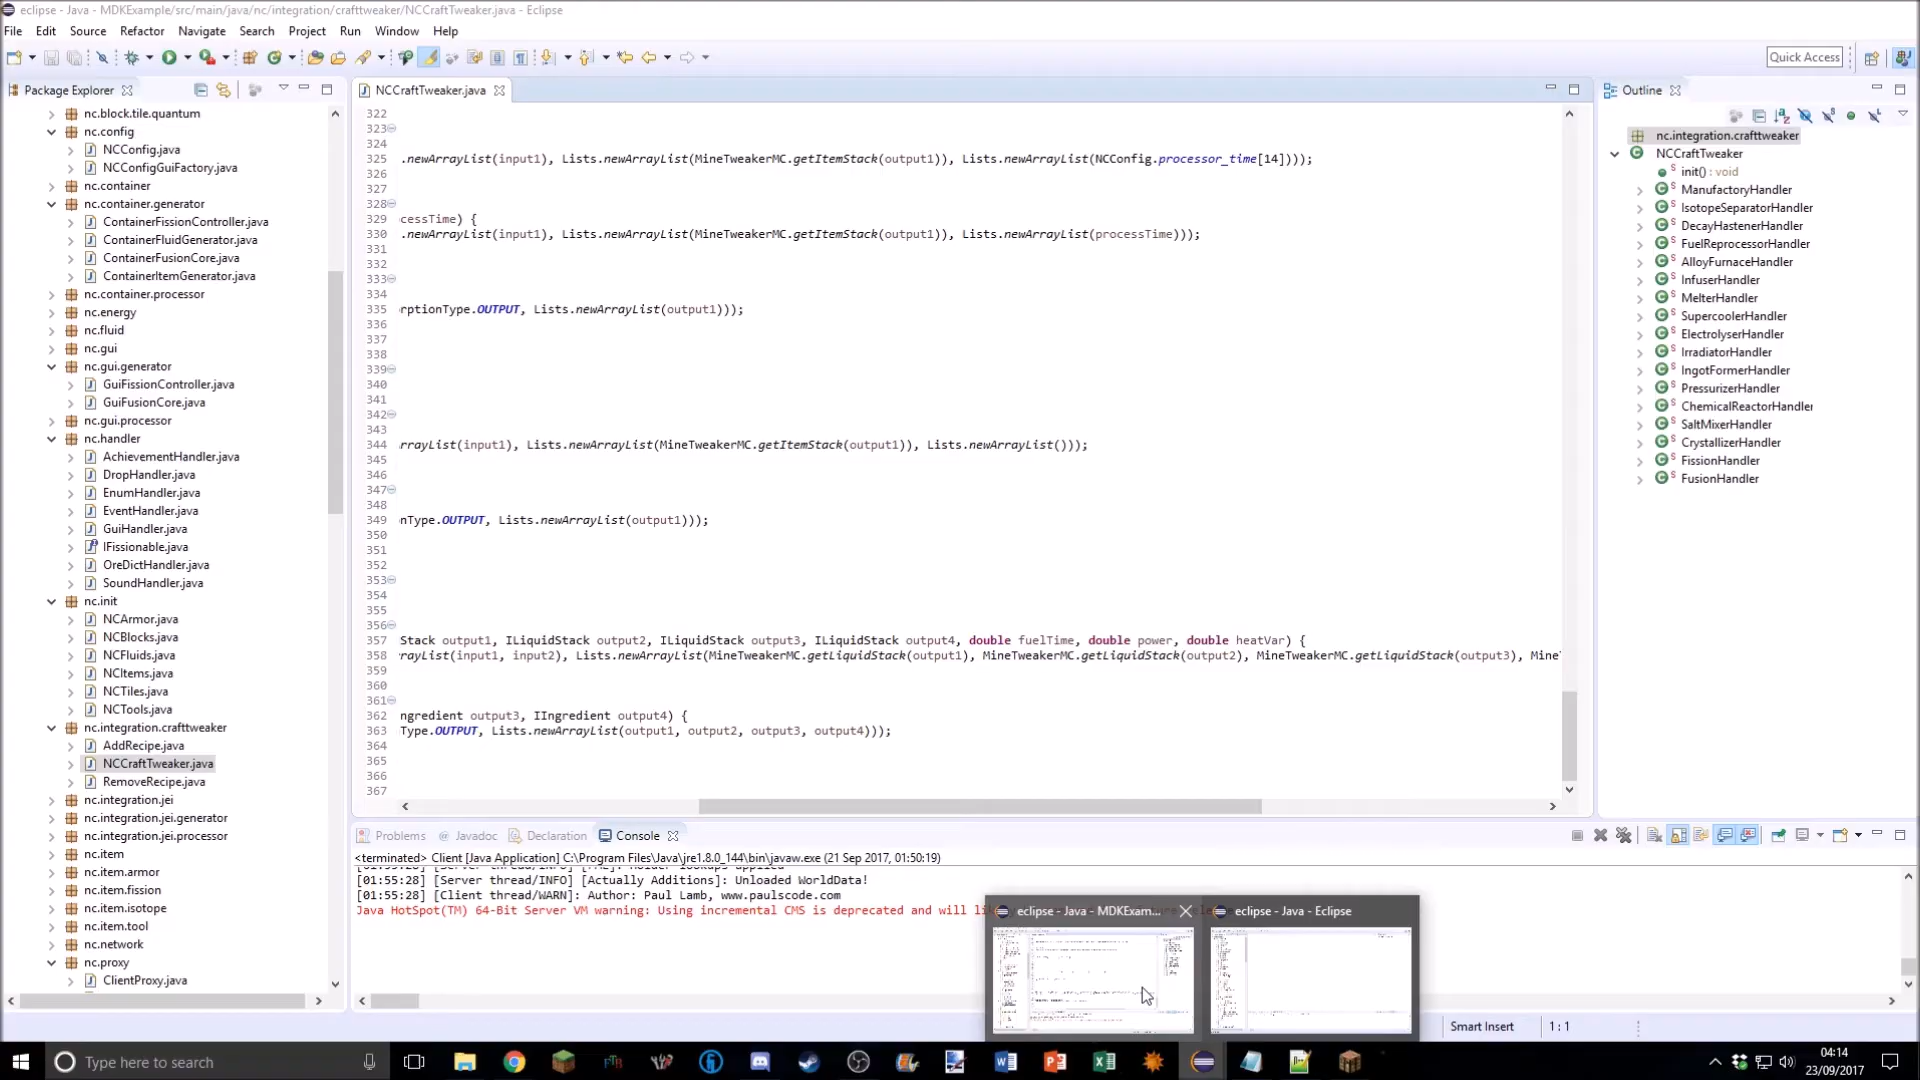 eclipse - Java - MDKExample/src/main/java/nc/integration/crafttweaker/NCCraftTweaker.java - Eclipse
File Edit Source Refactor Navigate Search Project Run Window Help
Quick Access
Package Explorer
nc.block.tile.quantum
nc.config
NCConfig.java
NCConfigGuiFactory.java
nc.container
nc.container.generator
ContainerFissionController.java
ContainerFluidGenerator.java
ContainerFusionCore.java
ContainerItemGenerator.java
nc.container.processor
nc.energy
nc.fluid
nc.gui
nc.gui.generator
GuiFissionController.java
GuiFusionCore.java
nc.gui.processor
nc.handler
AchievementHandler.java
DropHandler.java
EnumHandler.java
EventHandler.java
GuiHandler.java
IFissionable.java
OreDictHandler.java
SoundHandler.java
nc.init
NCArmor.java
NCBlocks.java
NCFluids.java
NCItems.java
NCTiles.java
NCTools.java
nc.integration.crafttweaker
AddRecipe.java
NCCraftTweaker.java
RemoveRecipe.java
nc.integration.jei
nc.integration.jei.generator
nc.integration.jei.processor
nc.item
nc.item.armor
nc.item.fission
nc.item.isotope
nc.item.tool
nc.network
nc.proxy
ClientProxy.java
NCCraftTweaker.java
322
323
324
325 .newArrayList(input1), Lists.newArrayList(MineTweakerMC.getItemStack(output1)), Lists.newArrayList(NCConfig.processor_time[14])));
326
327
328
329 cessTime) {
330 .newArrayList(input1), Lists.newArrayList(MineTweakerMC.getItemStack(output1)), Lists.newArrayList(processTime)));
331
332
333
334
335 rptionType.OUTPUT, Lists.newArrayList(output1)));
336
337
338
339
340
341
342
343
344 rrayList(input1), Lists.newArrayList(MineTweakerMC.getItemStack(output1)), Lists.newArrayList()));
345
346
347
348
349 nType.OUTPUT, Lists.newArrayList(output1)));
350
351
352
353
354
355
356
357 Stack output1, ILiquidStack output2, ILiquidStack output3, ILiquidStack output4, double fuelTime, double power, double heatVar) {
358 rrayList(input1, input2), Lists.newArrayList(MineTweakerMC.getLiquidStack(output1), MineTweakerMC.getLiquidStack(output2), MineTweakerMC.getLiquidStack(output3), Mine
359
360
361
362 ngredient output3, IIngredient output4) {
363 Type.OUTPUT, Lists.newArrayList(output1, output2, output3, output4)));
364
365
366
367
Outline
nc.integration.crafttweaker
NCCraftTweaker
init() : void
ManufactoryHandler
IsotopeSeparatorHandler
DecayHastenerHandler
FuelReprocessorHandler
AlloyFurnaceHandler
InfuserHandler
MelterHandler
SupercoolerHandler
ElectrolyserHandler
IrradiatorHandler
IngotFormerHandler
PressurizerHandler
ChemicalReactorHandler
SaltMixerHandler
CrystallizerHandler
FissionHandler
FusionHandler
Problems Javadoc Declaration Console
<terminated> Client [Java Application] C:\Program Files\Java\jre1.8.0_144\bin\javaw.exe (21 Sep 2017, 01:50:19)
[01:55:28] [Server thread/INFO] [Actually Additions]: Unloaded WorldData!
[01:55:28] [Client thread/WARN]: Author: Paul Lamb, www.paulscode.com
Java HotSpot(TM) 64-Bit Server VM warning: Using incremental CMS is deprecated and will
eclipse - Java - MDKExam...
eclipse - Java - Eclipse
Smart Insert 1 : 1
Type here to search
04:14
23/09/2017